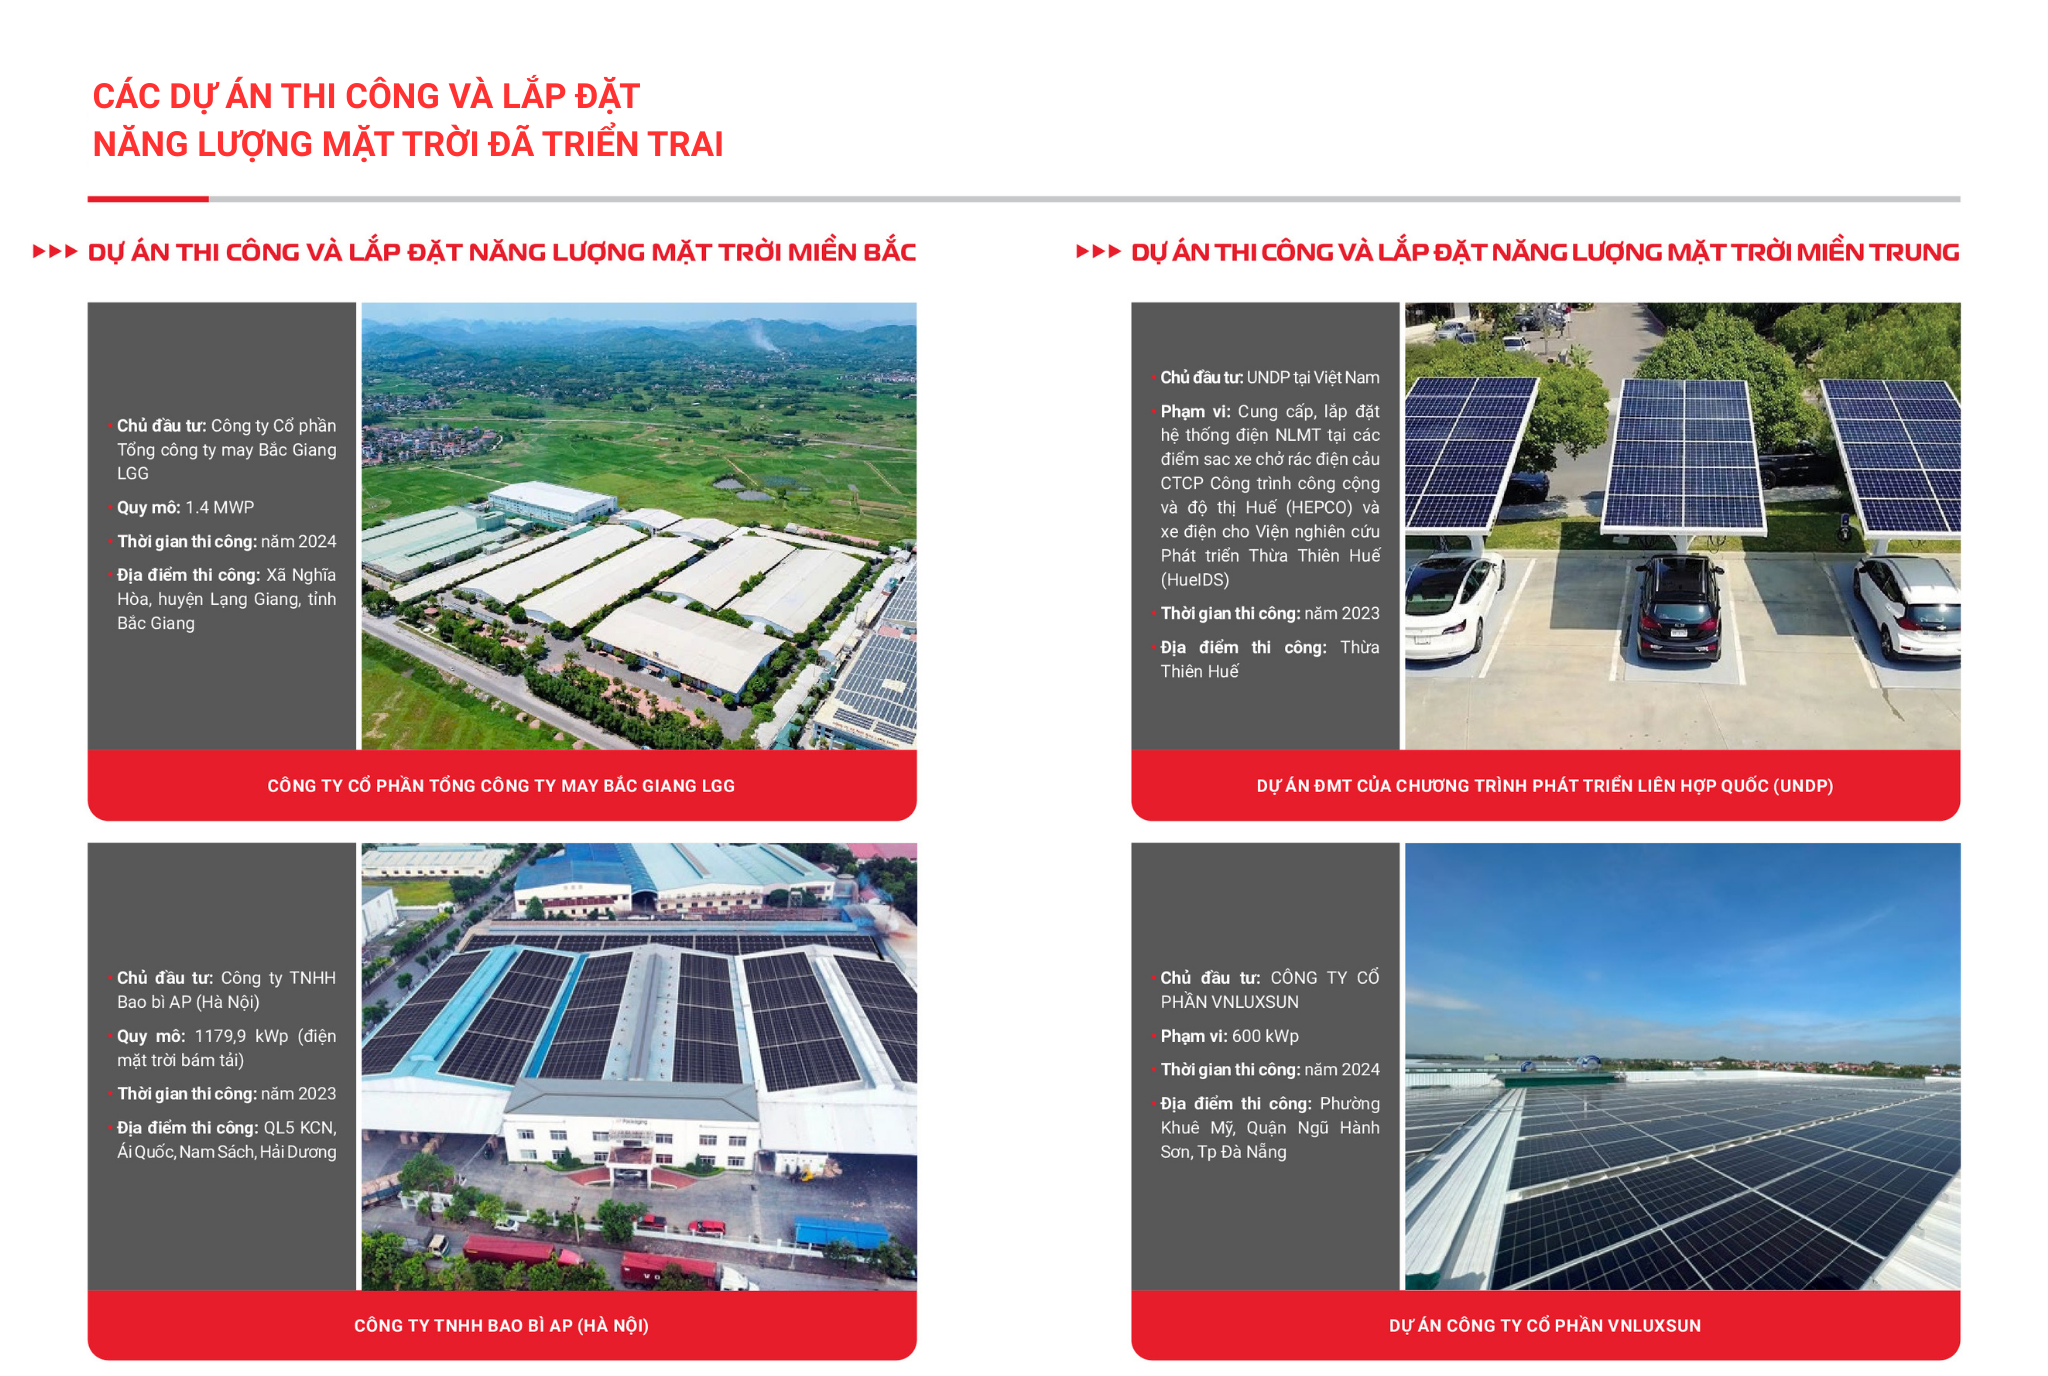 CÁC DỰ ÁN THI CÔNG VÀ LẮP ĐẶT
NĂNG LƯỢNG MẶT TRỜI ĐÃ TRIỂN TRAI
DỰ ÁN THI CÔNG VÀ LẮP ĐẶT NĂNG LƯỢNG MẶT TRỜI MIỀN BẮC
• Chủ đầu tư: Công ty Cổ phần
Tổng công ty may Bắc Giang
LGG
• Quy mô: 1.4 MWP
• Thời gian thi công: năm 2024
• Địa điểm thi công: Xã Nghĩa
Hòa, huyện Lạng Giang, tỉnh
Bắc Giang
CÔNG TY CỔ PHẦN TỔNG CÔNG TY MAY BẮC GIANG LGG
• Chủ đầu tư: Công ty TNHH
Bao bì AP (Hà Nội)
• Quy mô: 1179,9 kWp (điện
mặt trời bám tải)
• Thời gian thi công: năm 2023
• Địa điểm thi công: QL5 KCN,
Ái Quốc, Nam Sách, Hải Dương
CÔNG TY TNHH BAO BÌ AP (HÀ NỘI)
DỰ ÁN THI CÔNG VÀ LẮP ĐẶT NĂNG LƯỢNG MẶT TRỜI MIỀN TRUNG
• Chủ đầu tư: UNDP tại Việt Nam
• Phạm vi: Cung cấp, lắp đặt
hệ thống điện NLMT tại các
điểm sac xe chở rác điện cảu
CTCP Công trình công cộng
và độ thị Huế (HEPCO) và
xe điện cho Viện nghiên cứu
Phát triển Thừa Thiên Huế
(HueIDS)
• Thời gian thi công: năm 2023
• Địa điểm thi công: Thừa
Thiên Huế
DỰ ÁN ĐMT CỦA CHƯƠNG TRÌNH PHÁT TRIỂN LIÊN HỢP QUỐC (UNDP)
• Chủ đầu tư: CÔNG TY CỔ
PHẦN VNLUXSUN
• Phạm vi: 600 kWp
• Thời gian thi công: năm 2024
• Địa điểm thi công: Phường
Khuê Mỹ, Quận Ngũ Hành
Sơn, Tp Đà Nẵng
DỰ ÁN CÔNG TY CỔ PHẦN VNLUXSUN